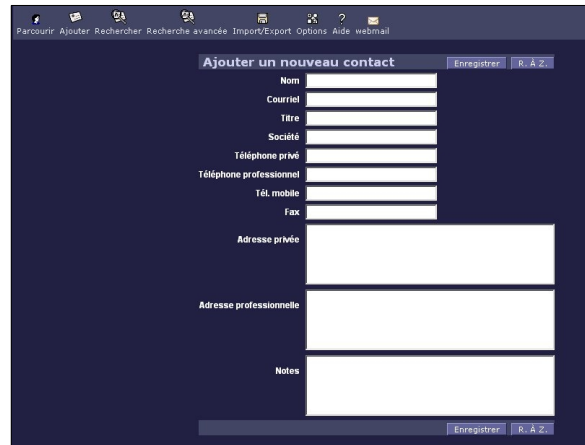 Parcourir Ajouter Rechercher Recherche avancée Import/Export Options Aide webmail
Ajouter un nouveau contact Enregistrer R. À Z.
Nom
Courriel
Titre
Société
Téléphone privé
Téléphone professionnel
Tél. mobile
Fax
Adresse privée
Adresse professionnelle
Notes
Enregistrer R. À Z.